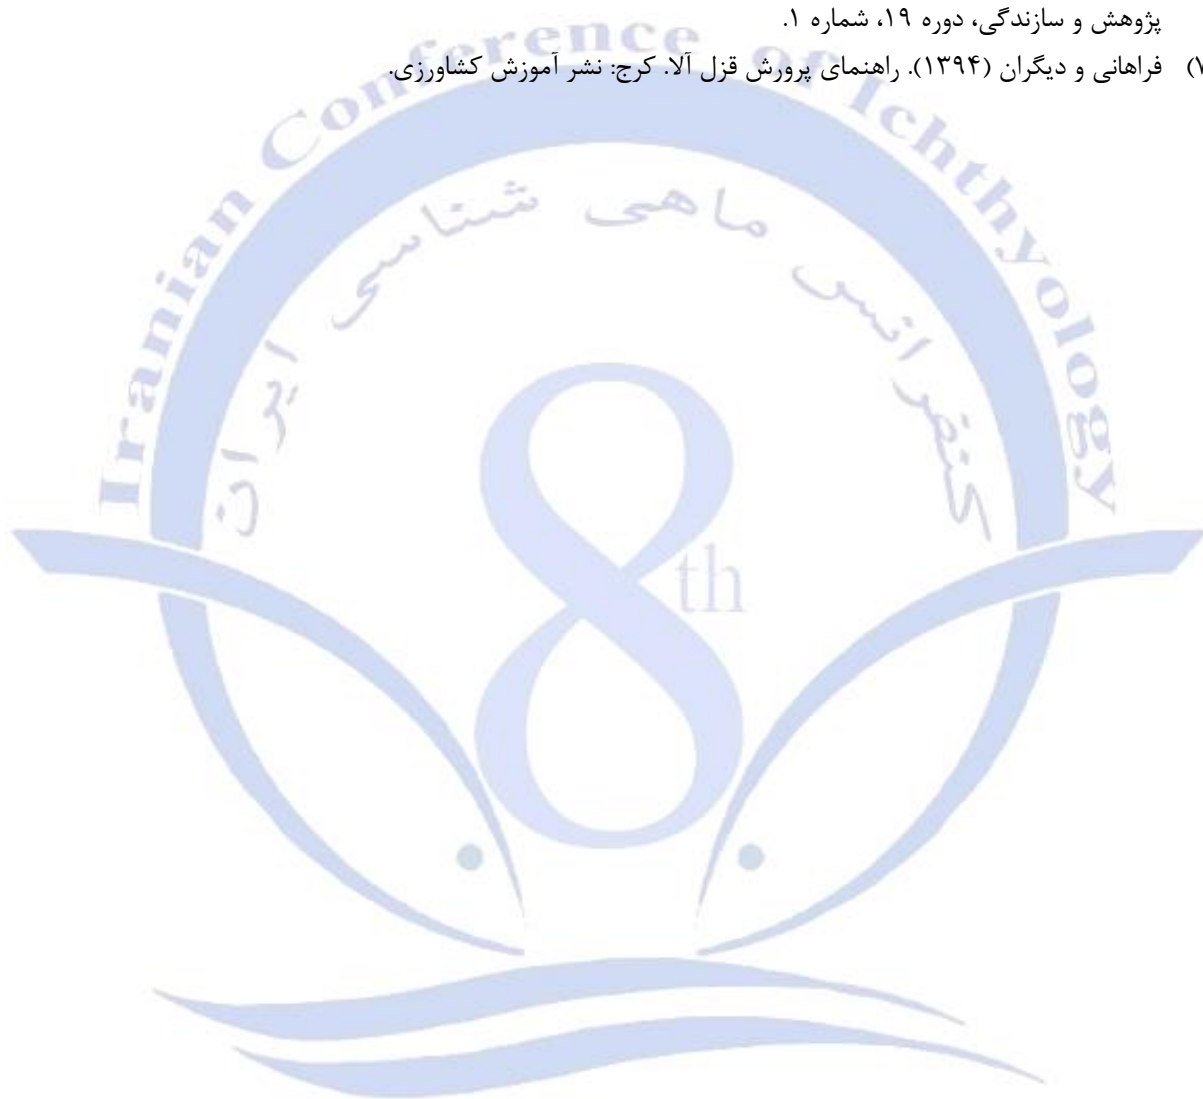 پژوهش و سازندگی، دوره ۱۹، شماره ۱.
۷) فراهانی و دیگران (۱۳۹۴). راهنمای پرورش قزل آلا. کرج: نشر آموزش کشاورزی.
Iranian Conference of Ichthyology
کنفرانس ماهی شناسی ایران
8th